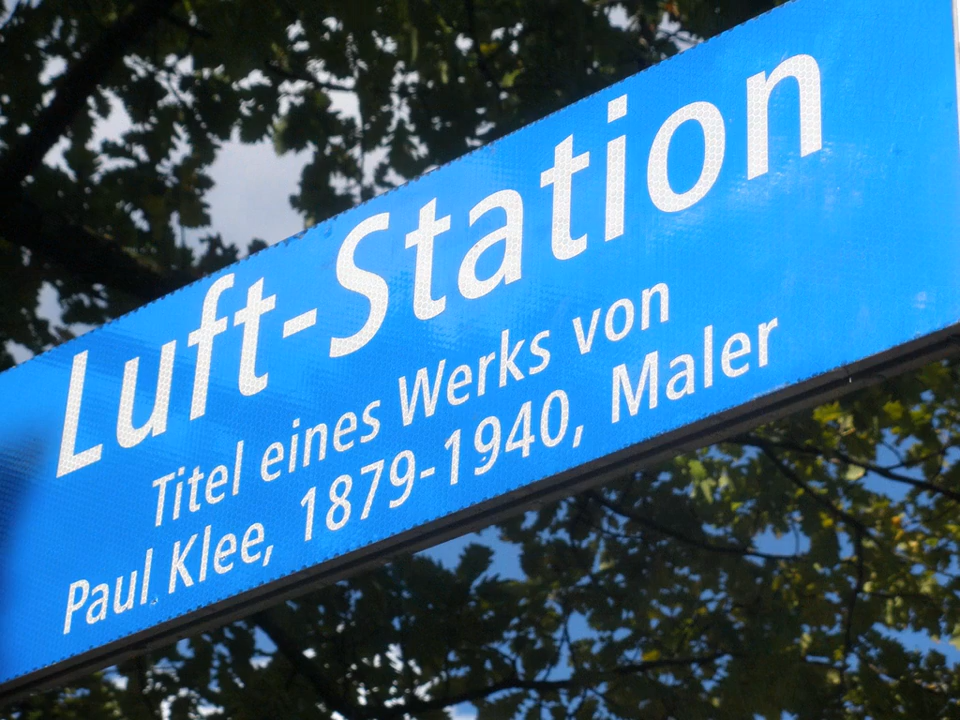 Luft-Station
Titel eines Werks von
Paul Klee, 1879-1940, Maler